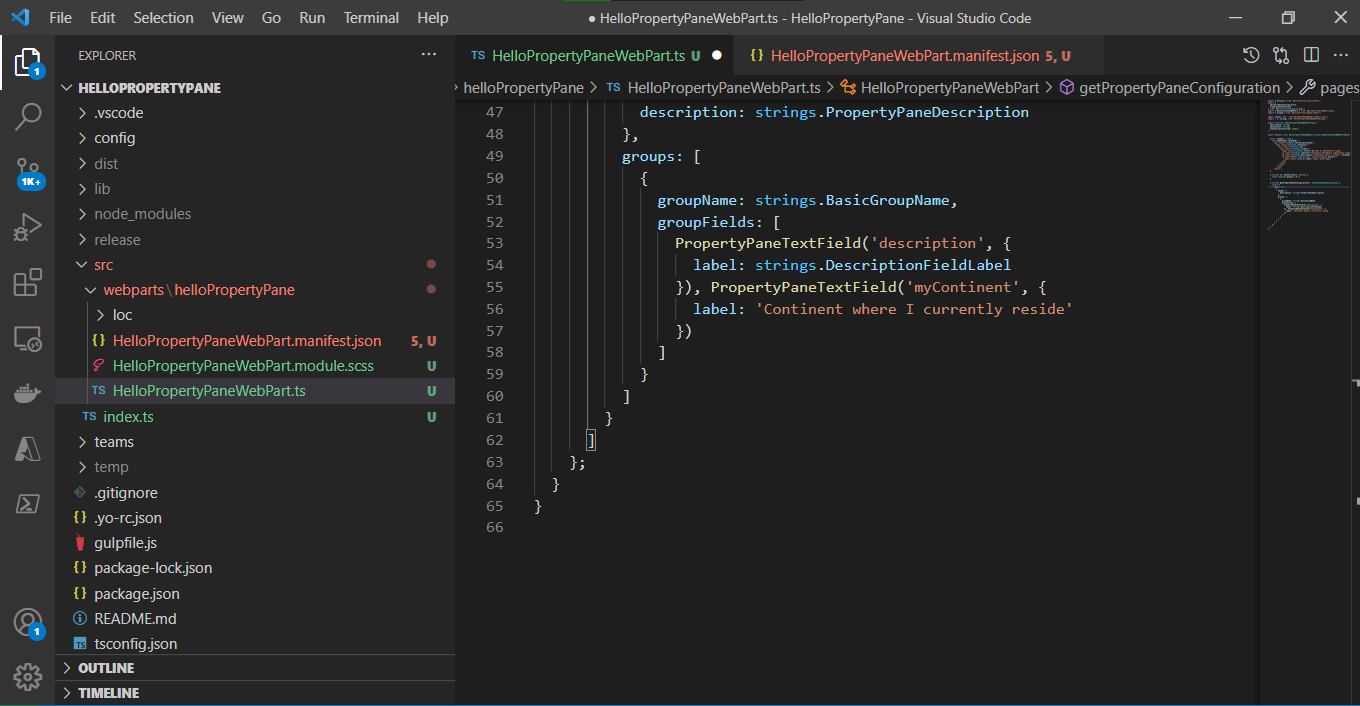 File Edit Selection View Go Run Terminal Help ● HelloPropertyPaneWebPart.ts - HelloPropertyPane - Visual Studio Code
EXPLORER ···
HELLOPROPERTYPANE
.vscode
config
dist
lib
node_modules
release
src
webparts\helloPropertyPane
loc
{} HelloPropertyPaneWebPart.manifest.json 5, U
HelloPropertyPaneWebPart.module.scss U
TS HelloPropertyPaneWebPart.ts U
TS index.ts U
teams
temp
.gitignore
{} .yo-rc.json
gulpfile.js
{} package-lock.json
{} package.json
README.md
TS tsconfig.json
OUTLINE
TIMELINE
1
1K+
1
TS HelloPropertyPaneWebPart.ts U ● {} HelloPropertyPaneWebPart.manifest.json 5, U ···
› helloPropertyPane › TS HelloPropertyPaneWebPart.ts › HelloPropertyPaneWebPart › getPropertyPaneConfiguration › pages
47 description: strings.PropertyPaneDescription
48 },
49 groups: [
50 {
51 groupName: strings.BasicGroupName,
52 groupFields: [
53 PropertyPaneTextField('description', {
54 label: strings.DescriptionFieldLabel
55 }), PropertyPaneTextField('myContinent', {
56 label: 'Continent where I currently reside'
57 })
58 ]
59 }
60 ]
61 }
62 ]
63 };
64 }
65 }
66